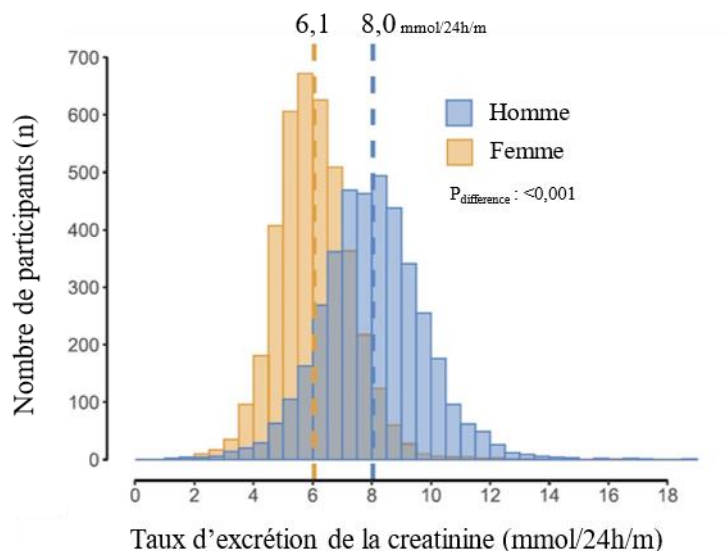 6,1 8,0 mmol/24h/m
700
600
500
400
300
200
100
0
Nombre de participants (n)
Homme
Femme
Pdifference : <0,001
0 2 4 6 8 10 12 14 16 18
Taux d’excrétion de la creatinine (mmol/24h/m)